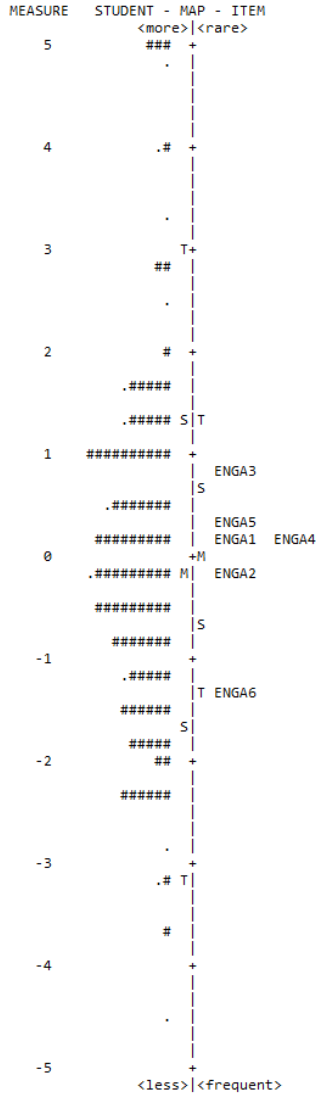 MEASURE   STUDENT - MAP - ITEM
               <more>|<rare>
    5           ###  +
                  .  |
                     |
                     |
                     |
                     |
    4            .#  +
                     |
                     |
                     |
                  .  |
                     |
    3               T+
                ##   |
                     |
                  .  |
                     |
                     |
    2             #  +
                     |
             .#####  |
                     |
             .##### S|T
                     |
    1    ##########  +
                     |  ENGA3
                     |S
           .#######  |
                     |  ENGA5
          #########  |  ENGA1  ENGA4
    0                +M
         .######### M|  ENGA2
                     |
          #########  |
                     |S
            #######  |
   -1                +
             .#####  |
                     |T ENGA6
             ######  |
                    S|
              #####  |
   -2            ##  +
                     |
             ######  |
                     |
                     |
                  .  |
   -3                +
                 .# T|
                     |
                     |
                  #  |
                     |
   -4                +
                     |
                     |
                  .  |
                     |
                     |
   -5                +
               <less>|<frequent>